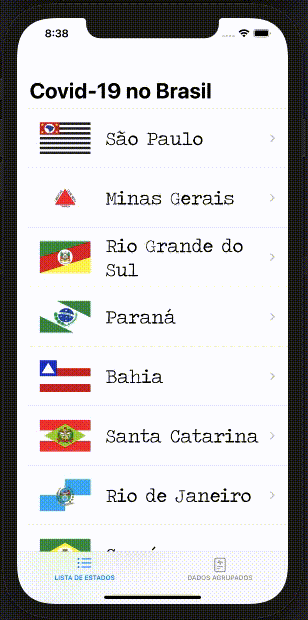 8:38
Covid-19 no Brasil
São Paulo
Minas Gerais
Rio Grande do
Sul
Paraná
Bahia
Santa Catarina
Rio de Janeiro
LISTA DE ESTADOS
DADOS AGRUPADOS